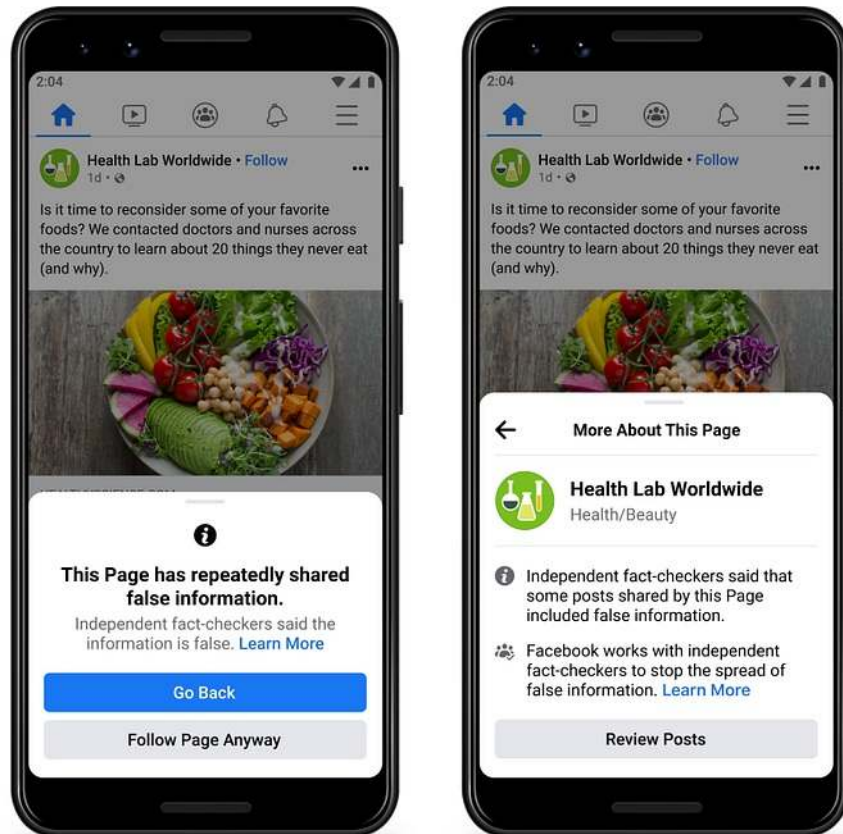 2:04
Health Lab Worldwide • Follow
1d •
Is it time to reconsider some of your favorite
foods? We contacted doctors and nurses across
the country to learn about 20 things they never eat
(and why).
This Page has repeatedly shared
false information.
Independent fact-checkers said the
information is false. Learn More
Go Back
Follow Page Anyway
2:04
Health Lab Worldwide • Follow
1d •
Is it time to reconsider some of your favorite
foods? We contacted doctors and nurses across
the country to learn about 20 things they never eat
(and why).
More About This Page
Health Lab Worldwide
Health/Beauty
Independent fact-checkers said that
some posts shared by this Page
included false information.
Facebook works with independent
fact-checkers to stop the spread of
false information. Learn More
Review Posts